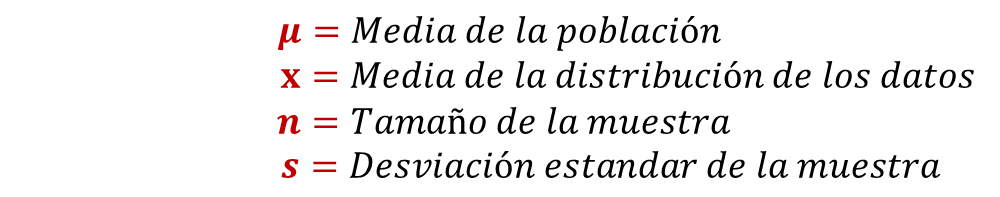 μ = Media de la población
x = Media de la distribución de los datos
n = Tamaño de la muestra
s = Desviación estandar de la muestra